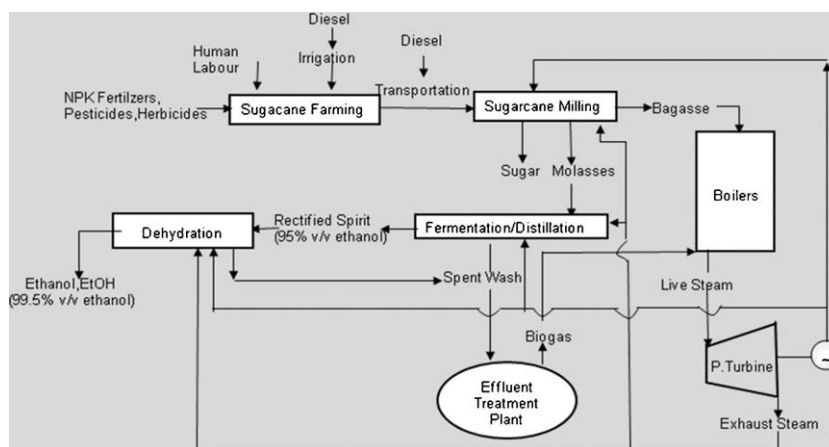 Diesel
Diesel
Human
Labour
Irrigation
Transportation
NPK Fertilzers,
Pesticides,Herbicides
Sugacane Farming
Sugarcane Milling
Bagasse
Sugar
Molasses
Boilers
Dehydration
Rectified Spirit
(95% v/v ethanol)
Fermentation/Distillation
Ethanol,EtOH
(99.5% v/v ethanol)
Spent Wash
Live Steam
Biogas
P.Turbine
~
Effluent
Treatment
Plant
Exhaust Steam